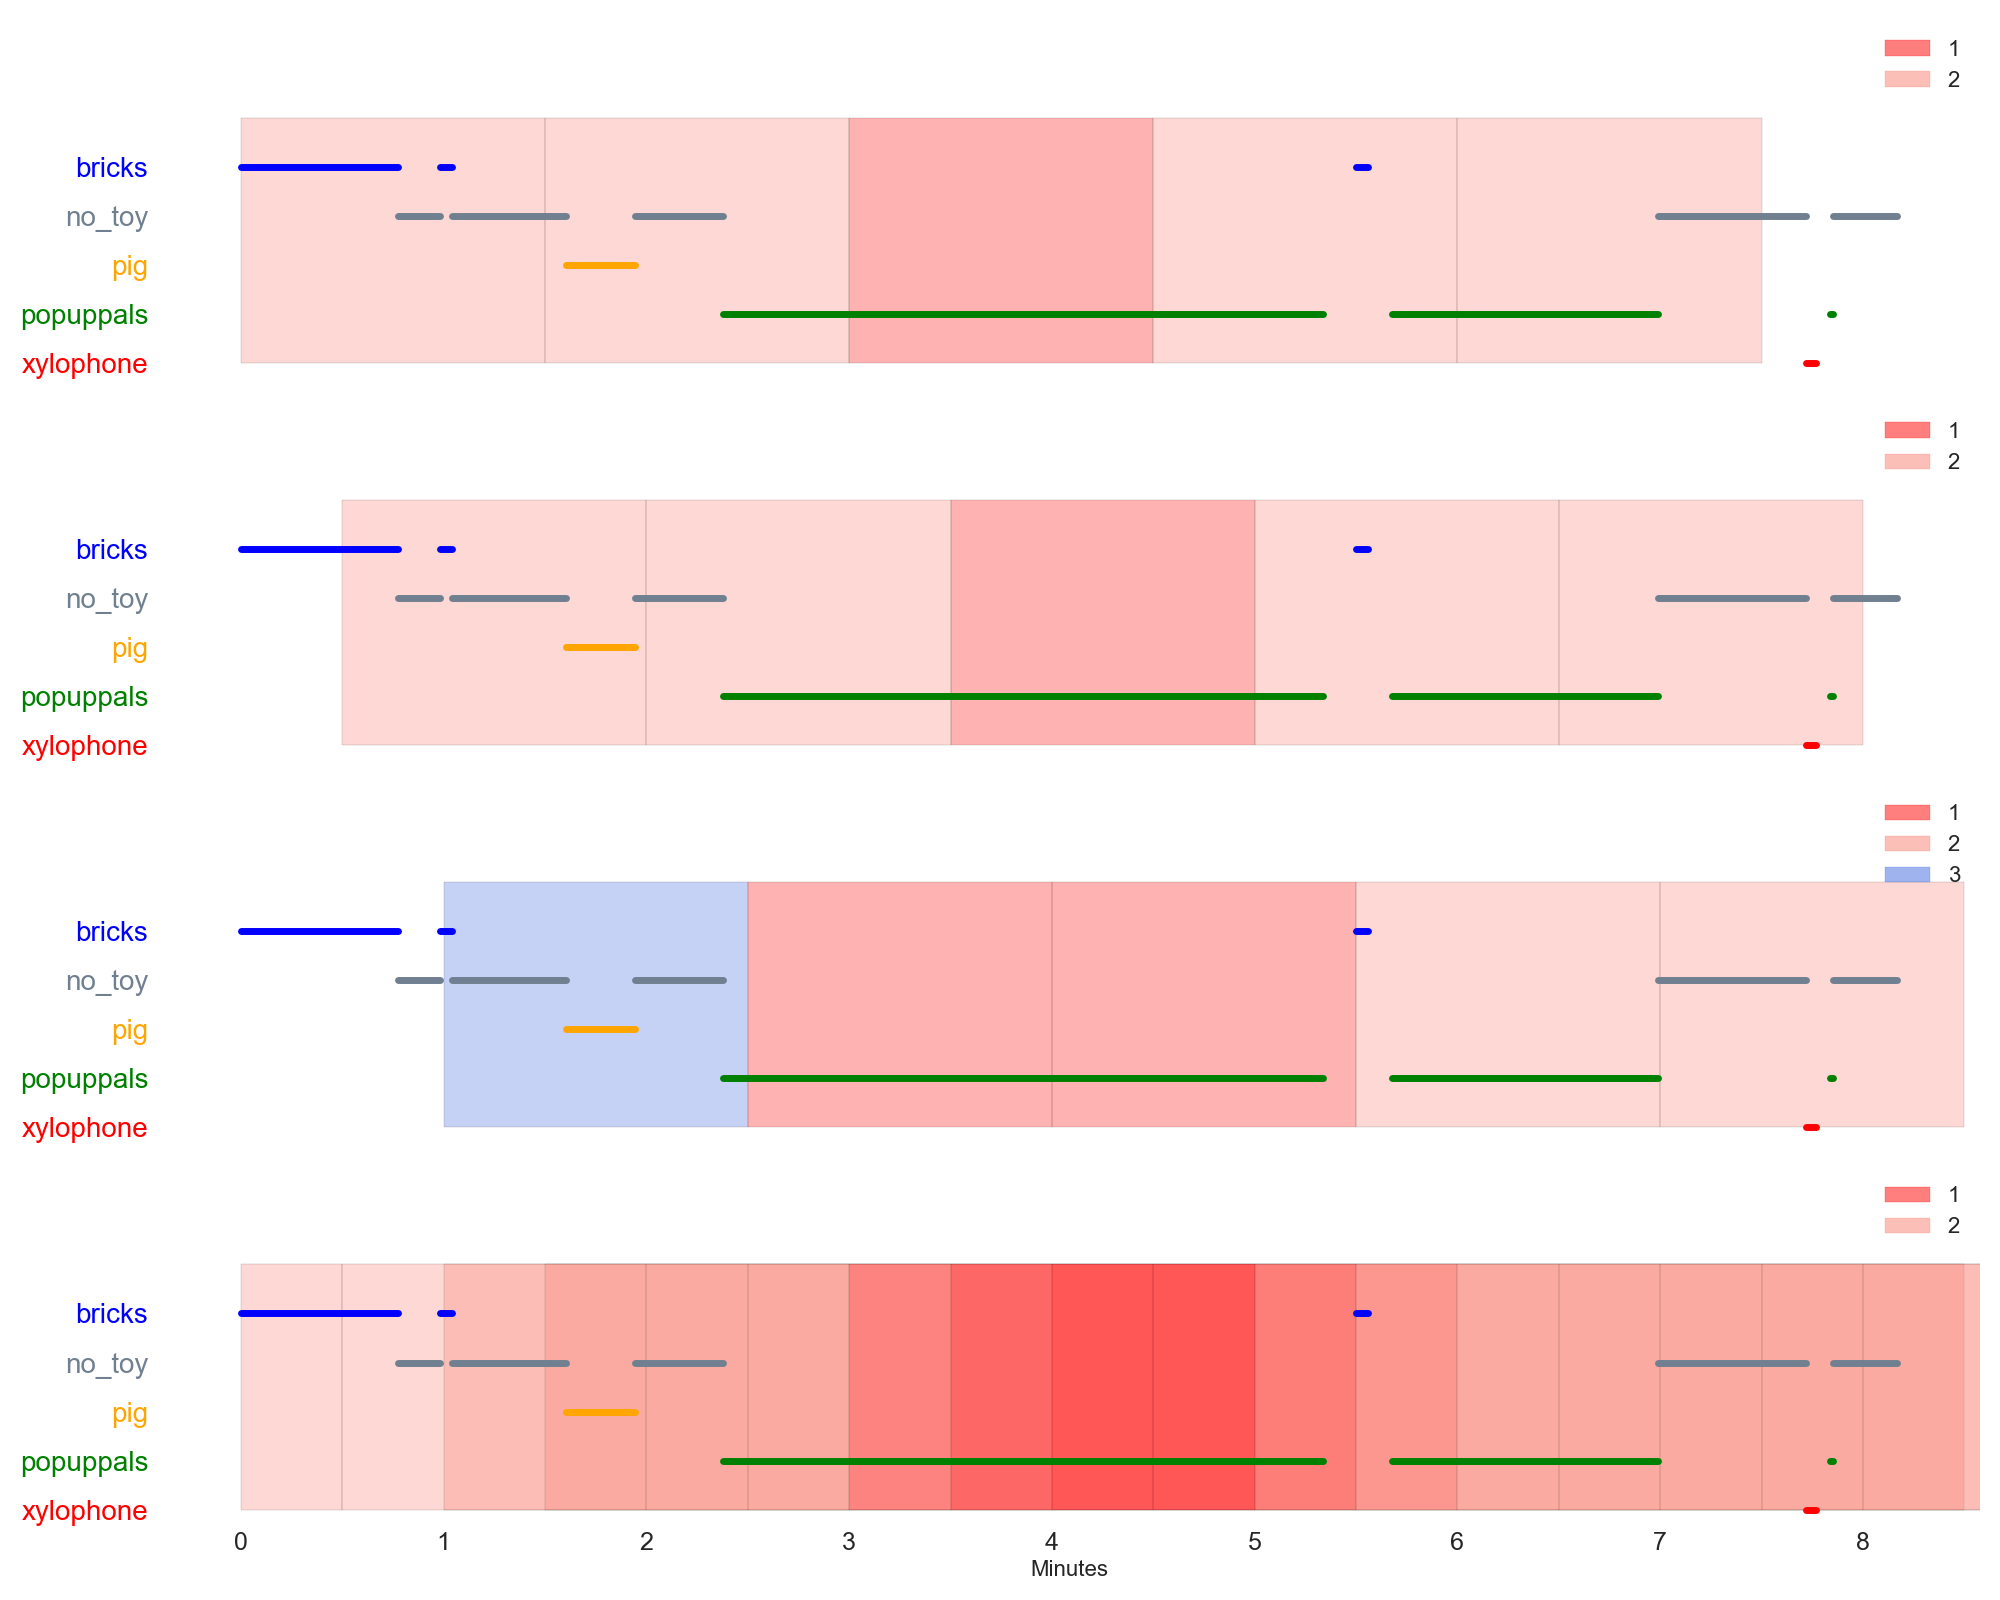 1
2
bricks
no_toy
pig
popuppals
xylophone
1
2
bricks
no_toy
pig
popuppals
xylophone
1
2
3
bricks
no_toy
pig
popuppals
xylophone
1
2
bricks
no_toy
pig
popuppals
xylophone
0 1 2 3 4 5 6 7 8
Minutes